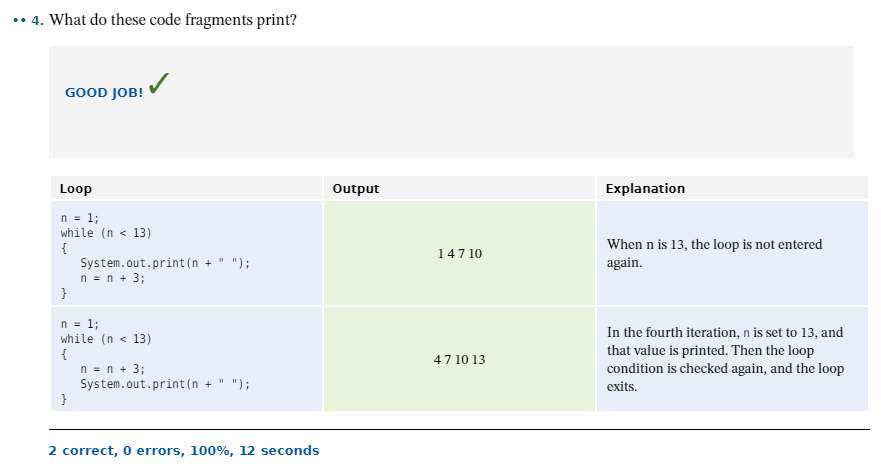 •• 4. What do these code fragments print?
GOOD JOB! ✓
Loop Output Explanation
n = 1;
while (n < 13)
{
   System.out.print(n + " ");
   n = n + 3;
}
1 4 7 10
When n is 13, the loop is not entered
again.
n = 1;
while (n < 13)
{
   n = n + 3;
   System.out.print(n + " ");
}
4 7 10 13
In the fourth iteration, n is set to 13, and
that value is printed. Then the loop
condition is checked again, and the loop
exits.
2 correct, 0 errors, 100%, 12 seconds